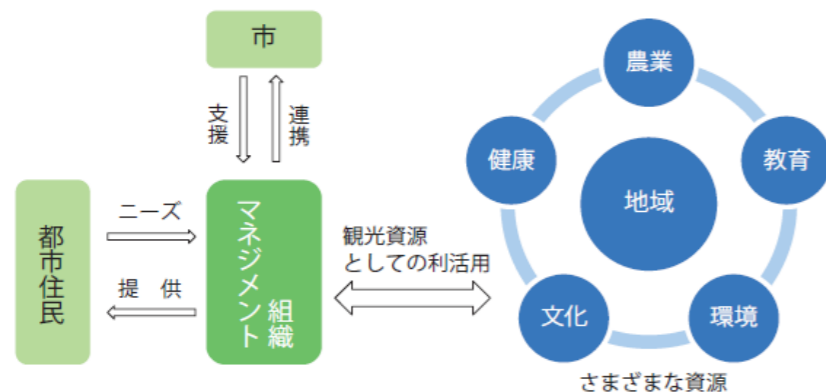 市
支援
連携
都市住民
ニーズ
提 供
マネジメント
組織
観光資源
としての利活用
農業
健康
教育
地域
文化
環境
さまざまな資源